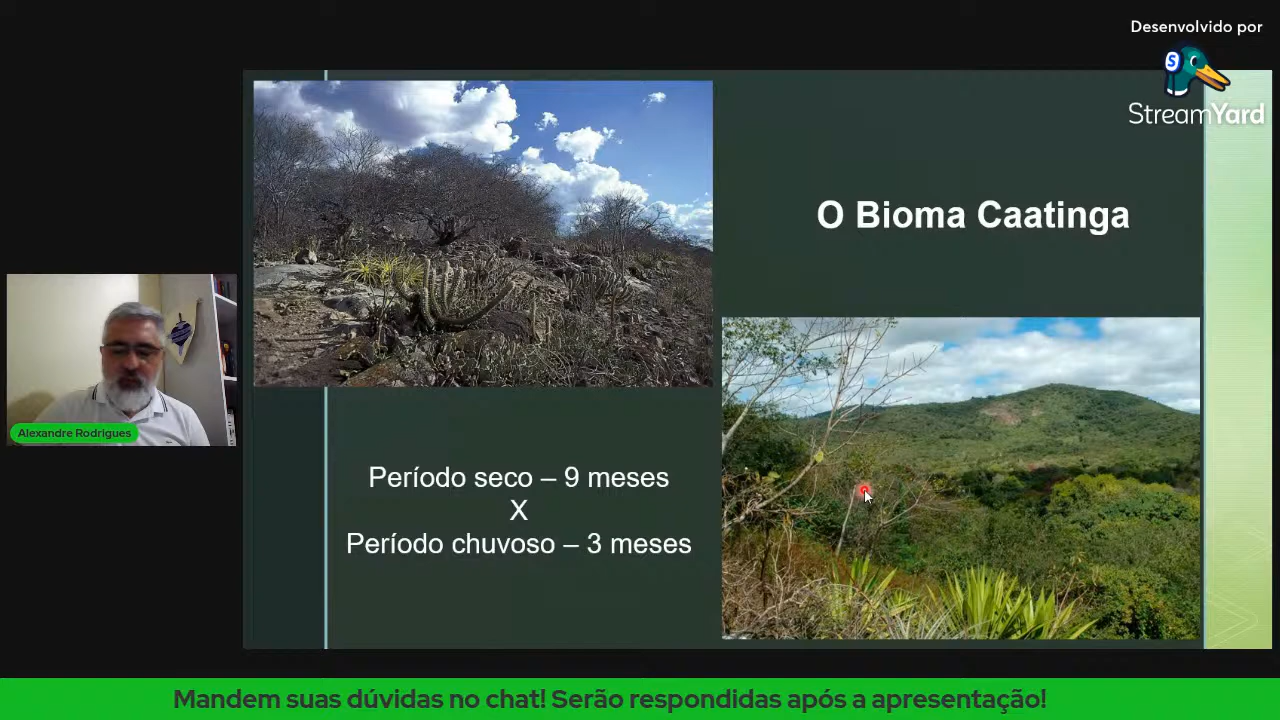 Desenvolvido por
S
StreamYard
O Bioma Caatinga
Alexandre Rodrigues
Período seco – 9 meses
X
Período chuvoso – 3 meses
Mandem suas dúvidas no chat! Serão respondidas após a apresentação!